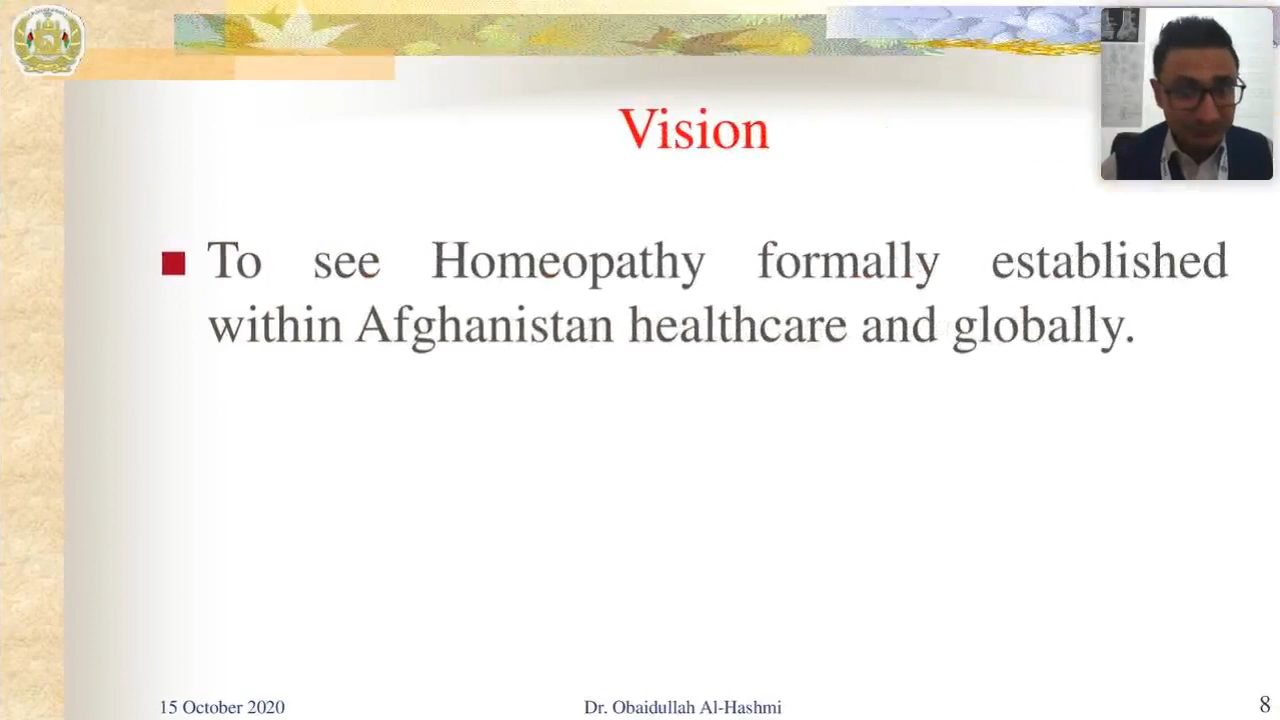 Vision
To see Homeopathy formally established
within Afghanistan healthcare and globally.
15 October 2020
Dr. Obaidullah Al-Hashmi
8